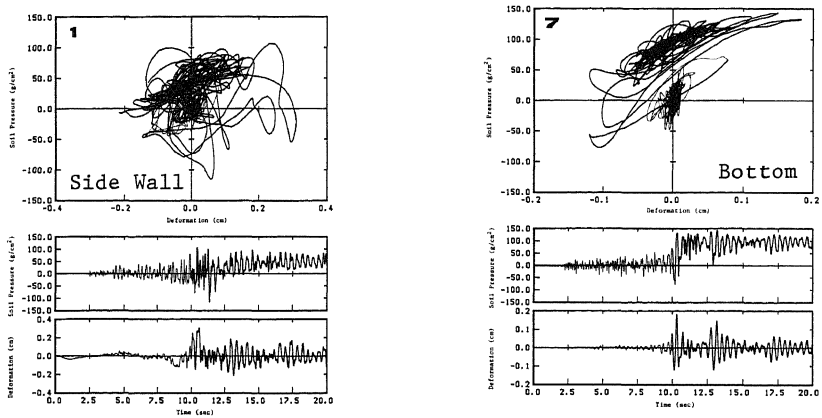 1
150.0
100.0
50.0
0.0
-50.0
-100.0
-150.0
Soil Pressure (g/cm²)
Side Wall
-0.4 -0.2 0.0 0.2 0.4
Deformation (cm)
150.0
100.0
50.0
0.0
-50.0
-100.0
-150.0
Soil Pressure (g/cm²)
0.4
0.2
0.0
-0.2
-0.4
Deformation (cm)
0.0 2.5 5.0 7.5 10.0 12.5 15.0 17.5 20.0
Time (sec)
7
150.0
100.0
50.0
0.0
-50.0
-100.0
-150.0
Soil Pressure (g/cm²)
Bottom
-0.2 -0.1 0.0 0.1 0.2
Deformation (cm)
150.0
100.0
50.0
0.0
-50.0
-100.0
-150.0
Soil Pressure (g/cm²)
0.2
0.1
0.0
-0.1
-0.2
Deformation (cm)
0.0 2.5 5.0 7.5 10.0 12.5 15.0 17.5 20.0
Time (sec)